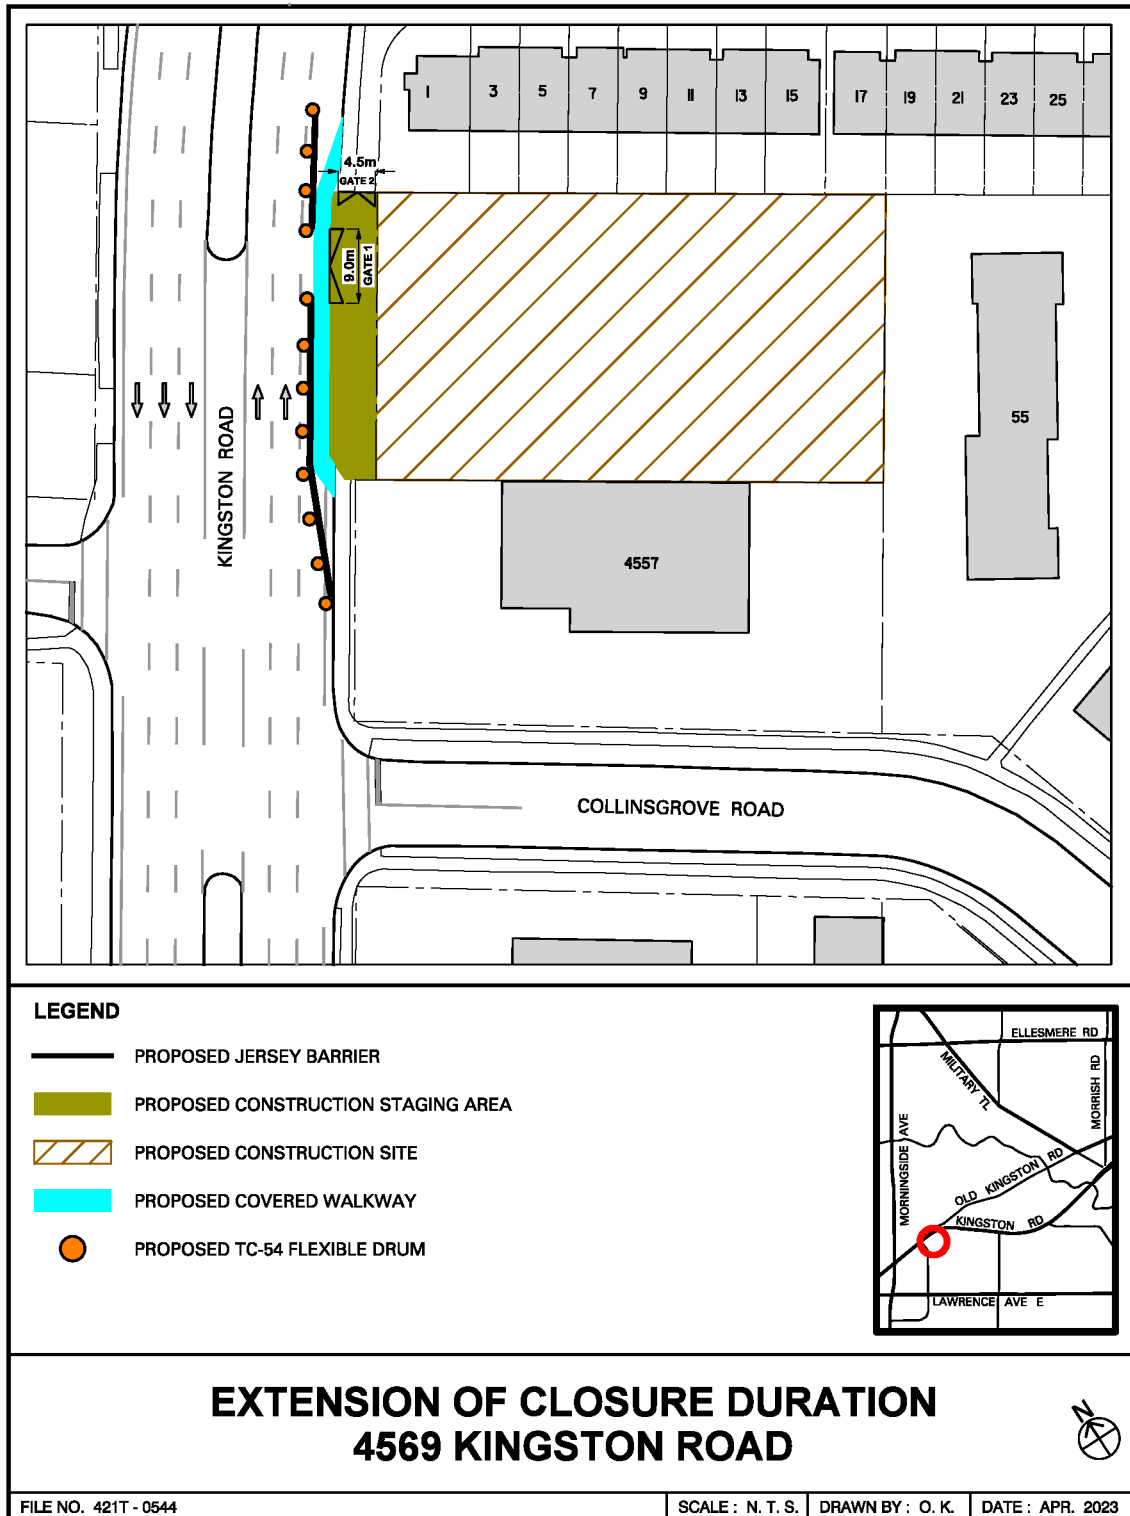 1 3 5 7 9 11 13 15 17 19 21 23 25
4.5m
GATE 2
9.0m
GATE 1
KINGSTON ROAD
55
4557
COLLINSGROVE ROAD
LEGEND
PROPOSED JERSEY BARRIER
PROPOSED CONSTRUCTION STAGING AREA
PROPOSED CONSTRUCTION SITE
PROPOSED COVERED WALKWAY
PROPOSED TC-54 FLEXIBLE DRUM
ELLESMERE RD
MILITARY TL
MORRISH RD
MORNINGSIDE AVE
OLD KINGSTON RD
KINGSTON RD
LAWRENCE AVE E
EXTENSION OF CLOSURE DURATION
4569 KINGSTON ROAD
N
FILE NO. 421T - 0544
SCALE : N. T. S.
DRAWN BY : O. K.
DATE : APR. 2023